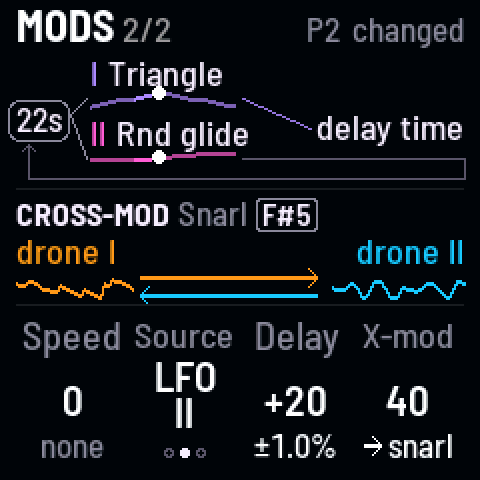 MODS 2/2 P2 changed
I Triangle
22s
II Rnd glide delay time
CROSS-MOD Snarl F#5
drone I drone II
Speed Source Delay X-mod
0 LFO II +20 40
none ±1.0% →snarl